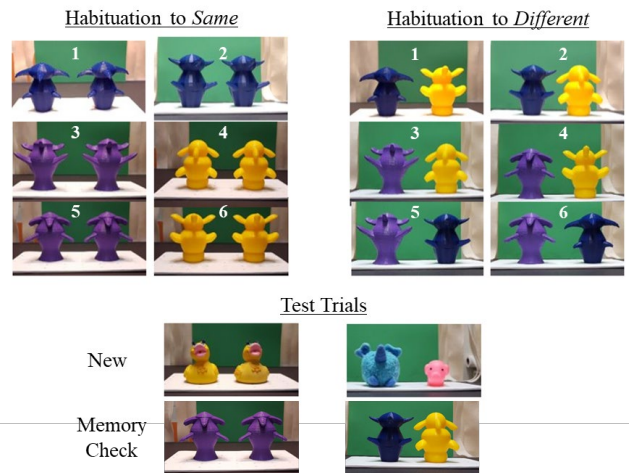 Habituation to Same
Habituation to Different
1
2
3
4
5
6
1
2
3
4
5
6
Test Trials
New
Memory
Check